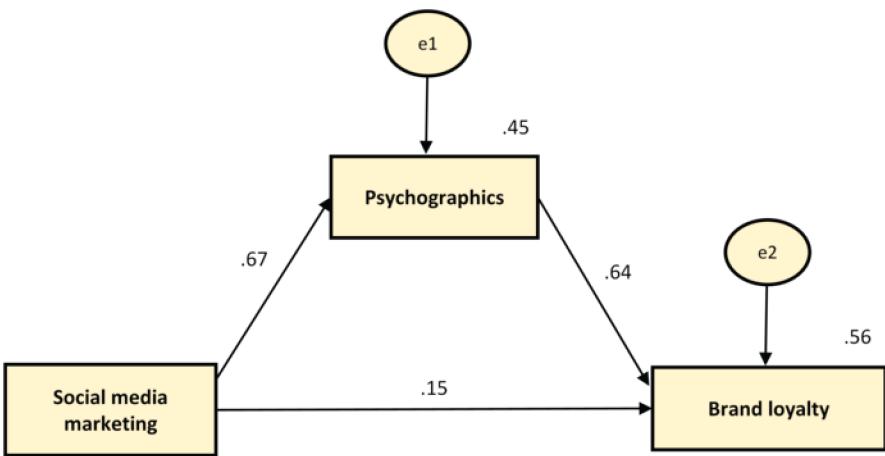 e1
.45
Psychographics
e2
.67
.64
.56
Social media
marketing
.15
Brand loyalty